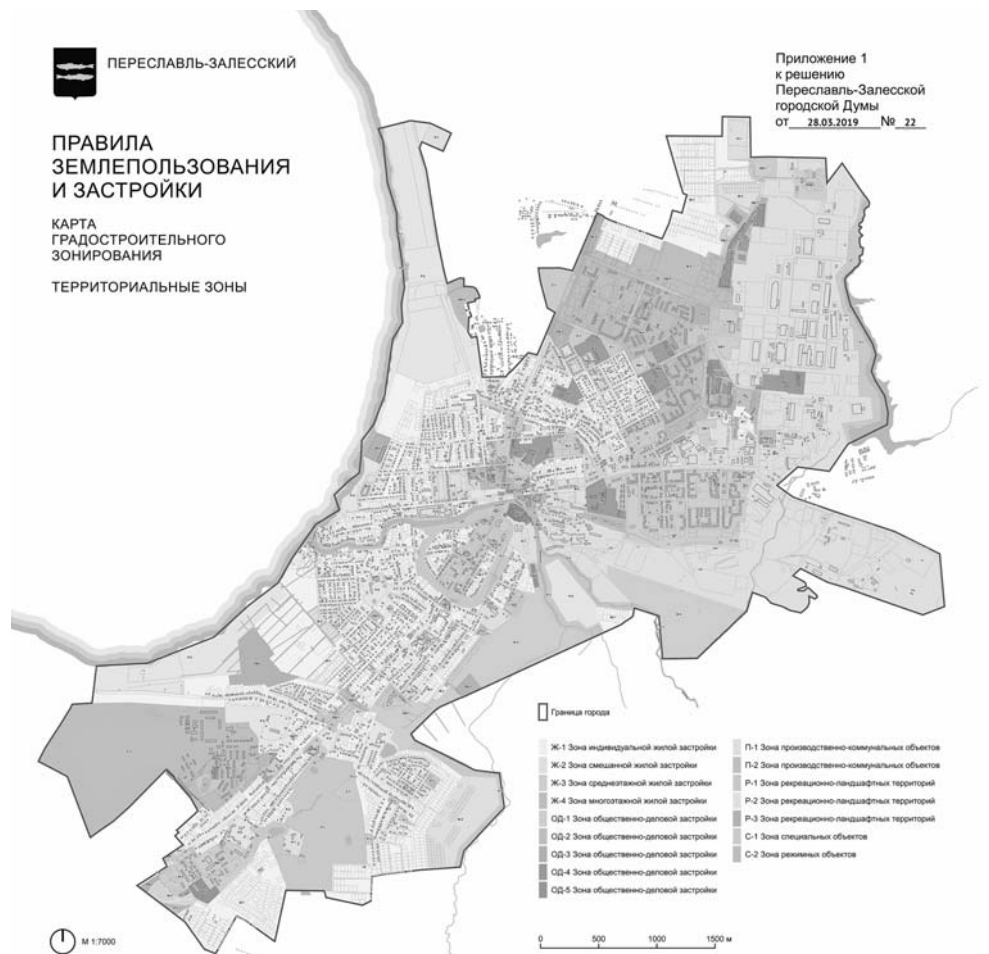 ПЕРЕСЛАВЛЬ-ЗАЛЕССКИЙ
ПРАВИЛА
ЗЕМЛЕПОЛЬЗОВАНИЯ
И ЗАСТРОЙКИ
КАРТА
ГРАДОСТРОИТЕЛЬНОГО
ЗОНИРОВАНИЯ
ТЕРРИТОРИАЛЬНЫЕ ЗОНЫ
Приложение 1
к решению
Переславль-Залесской
городской Думы
от 28.03.2019 № 22
Граница города
Ж-1 Зона индивидуальной жилой застройки
Ж-2 Зона смешанной жилой застройки
Ж-3 Зона среднеэтажной жилой застройки
Ж-4 Зона многоэтажной жилой застройки
ОД-1 Зона общественно-деловой застройки
ОД-2 Зона общественно-деловой застройки
ОД-3 Зона общественно-деловой застройки
ОД-4 Зона общественно-деловой застройки
ОД-5 Зона общественно-деловой застройки
П-1 Зона производственно-коммунальных объектов
П-2 Зона производственно-коммунальных объектов
Р-1 Зона рекреационно-ландшафтных территорий
Р-2 Зона рекреационно-ландшафтных территорий
Р-3 Зона рекреационно-ландшафтных территорий
С-1 Зона специальных объектов
С-2 Зона режимных объектов
М 1:7000
0 500 1000 1500 м